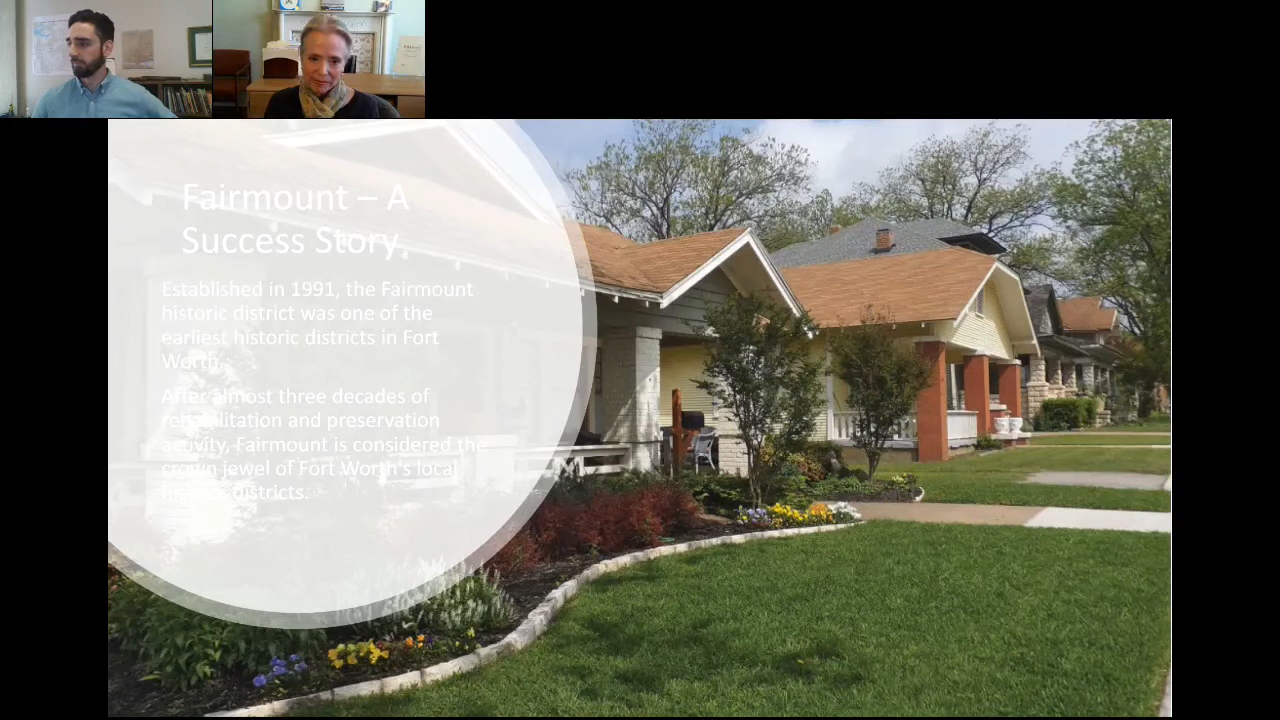 Fairmount – A
Success Story
Established in 1991, the Fairmount
historic district was one of the
earliest historic districts in Fort
Worth.
After almost three decades of
rehabilitation and preservation
activity, Fairmount is considered the
crown jewel of Fort Worth's local
historic districts.